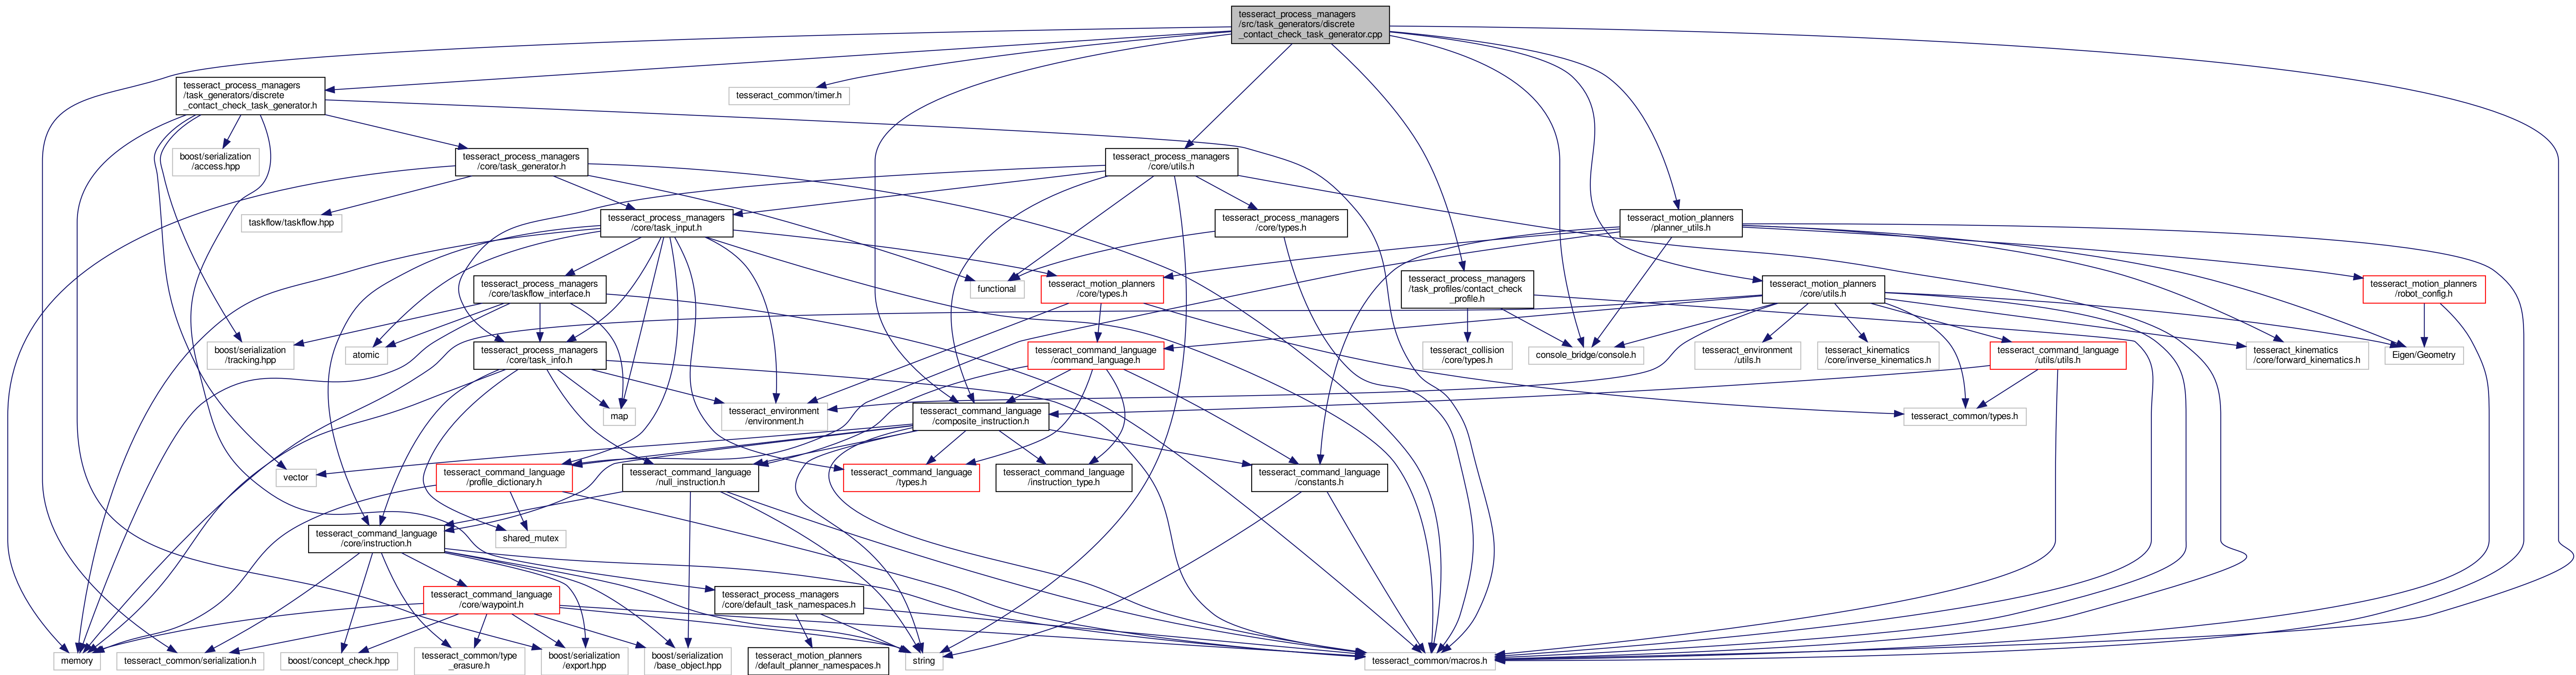 tesseract_process_managers
/src/task_generators/discrete
_contact_check_task_generator.cpp
tesseract_process_managers
/task_generators/discrete
_contact_check_task_generator.h
tesseract_common/timer.h
boost/serialization
/access.hpp
tesseract_process_managers
/core/task_generator.h
tesseract_process_managers
/core/utils.h
taskflow/taskflow.hpp
tesseract_process_managers
/core/task_input.h
tesseract_process_managers
/core/types.h
tesseract_motion_planners
/planner_utils.h
tesseract_process_managers
/core/taskflow_interface.h
functional
tesseract_motion_planners
/core/types.h
tesseract_process_managers
/task_profiles/contact_check
_profile.h
tesseract_motion_planners
/core/utils.h
tesseract_motion_planners
/robot_config.h
boost/serialization
/tracking.hpp
atomic
tesseract_process_managers
/core/task_info.h
tesseract_command_language
/command_language.h
tesseract_collision
/core/types.h
console_bridge/console.h
tesseract_environment
/utils.h
tesseract_kinematics
/core/inverse_kinematics.h
tesseract_command_language
/utils/utils.h
tesseract_kinematics
/core/forward_kinematics.h
Eigen/Geometry
map
tesseract_environment
/environment.h
tesseract_command_language
/composite_instruction.h
tesseract_common/types.h
vector
tesseract_command_language
/profile_dictionary.h
tesseract_command_language
/null_instruction.h
tesseract_command_language
/types.h
tesseract_command_language
/instruction_type.h
tesseract_command_language
/constants.h
tesseract_command_language
/core/instruction.h
shared_mutex
tesseract_command_language
/core/waypoint.h
tesseract_process_managers
/core/default_task_namespaces.h
memory
tesseract_common/serialization.h
boost/concept_check.hpp
tesseract_common/type
_erasure.h
boost/serialization
/export.hpp
boost/serialization
/base_object.hpp
tesseract_motion_planners
/default_planner_namespaces.h
string
tesseract_common/macros.h